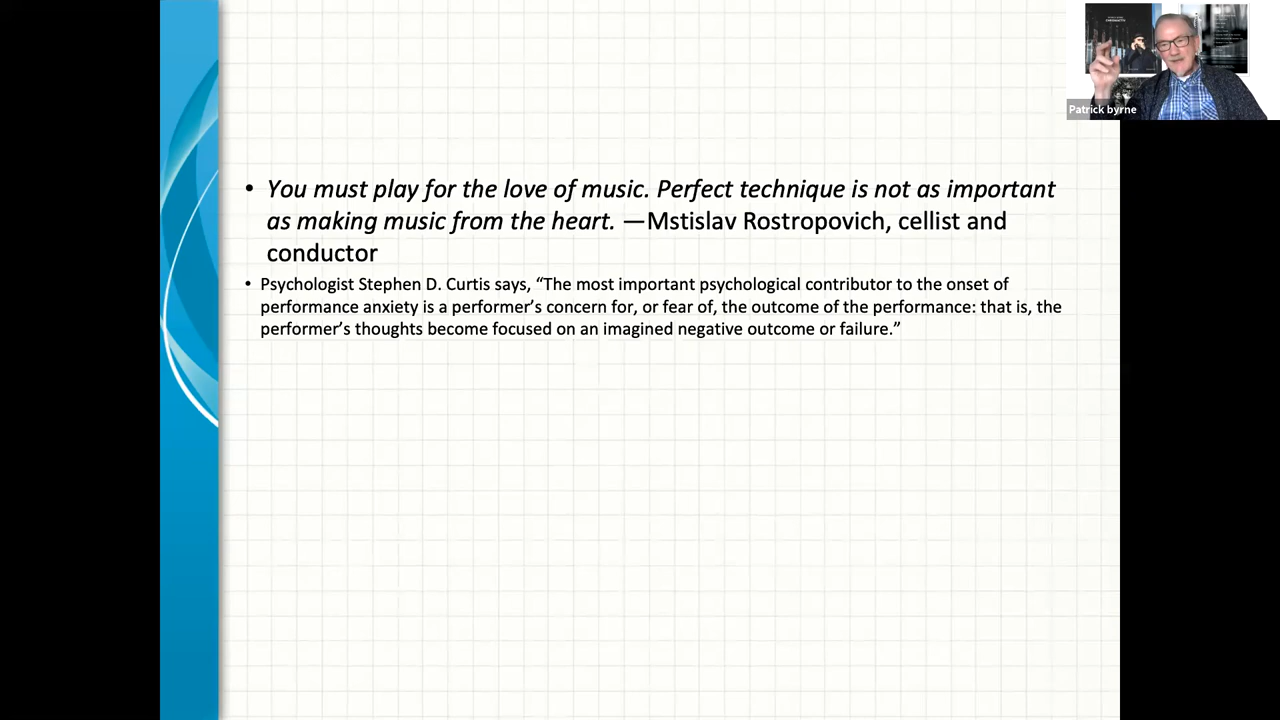 • You must play for the love of music. Perfect technique is not as important
as making music from the heart. —Mstislav Rostropovich, cellist and
conductor
• Psychologist Stephen D. Curtis says, “The most important psychological contributor to the onset of
performance anxiety is a performer’s concern for, or fear of, the outcome of the performance: that is, the
performer’s thoughts become focused on an imagined negative outcome or failure.”
Patrick byrne